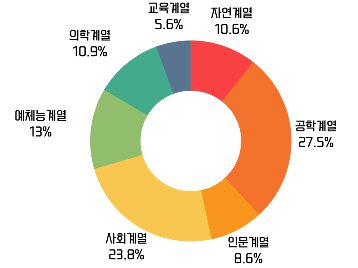 교육계열
5.6%
자연계열
10.6%
의학계열
10.9%
예체능계열
13%
공학계열
27.5%
사회계열
23.8%
인문계열
8.6%